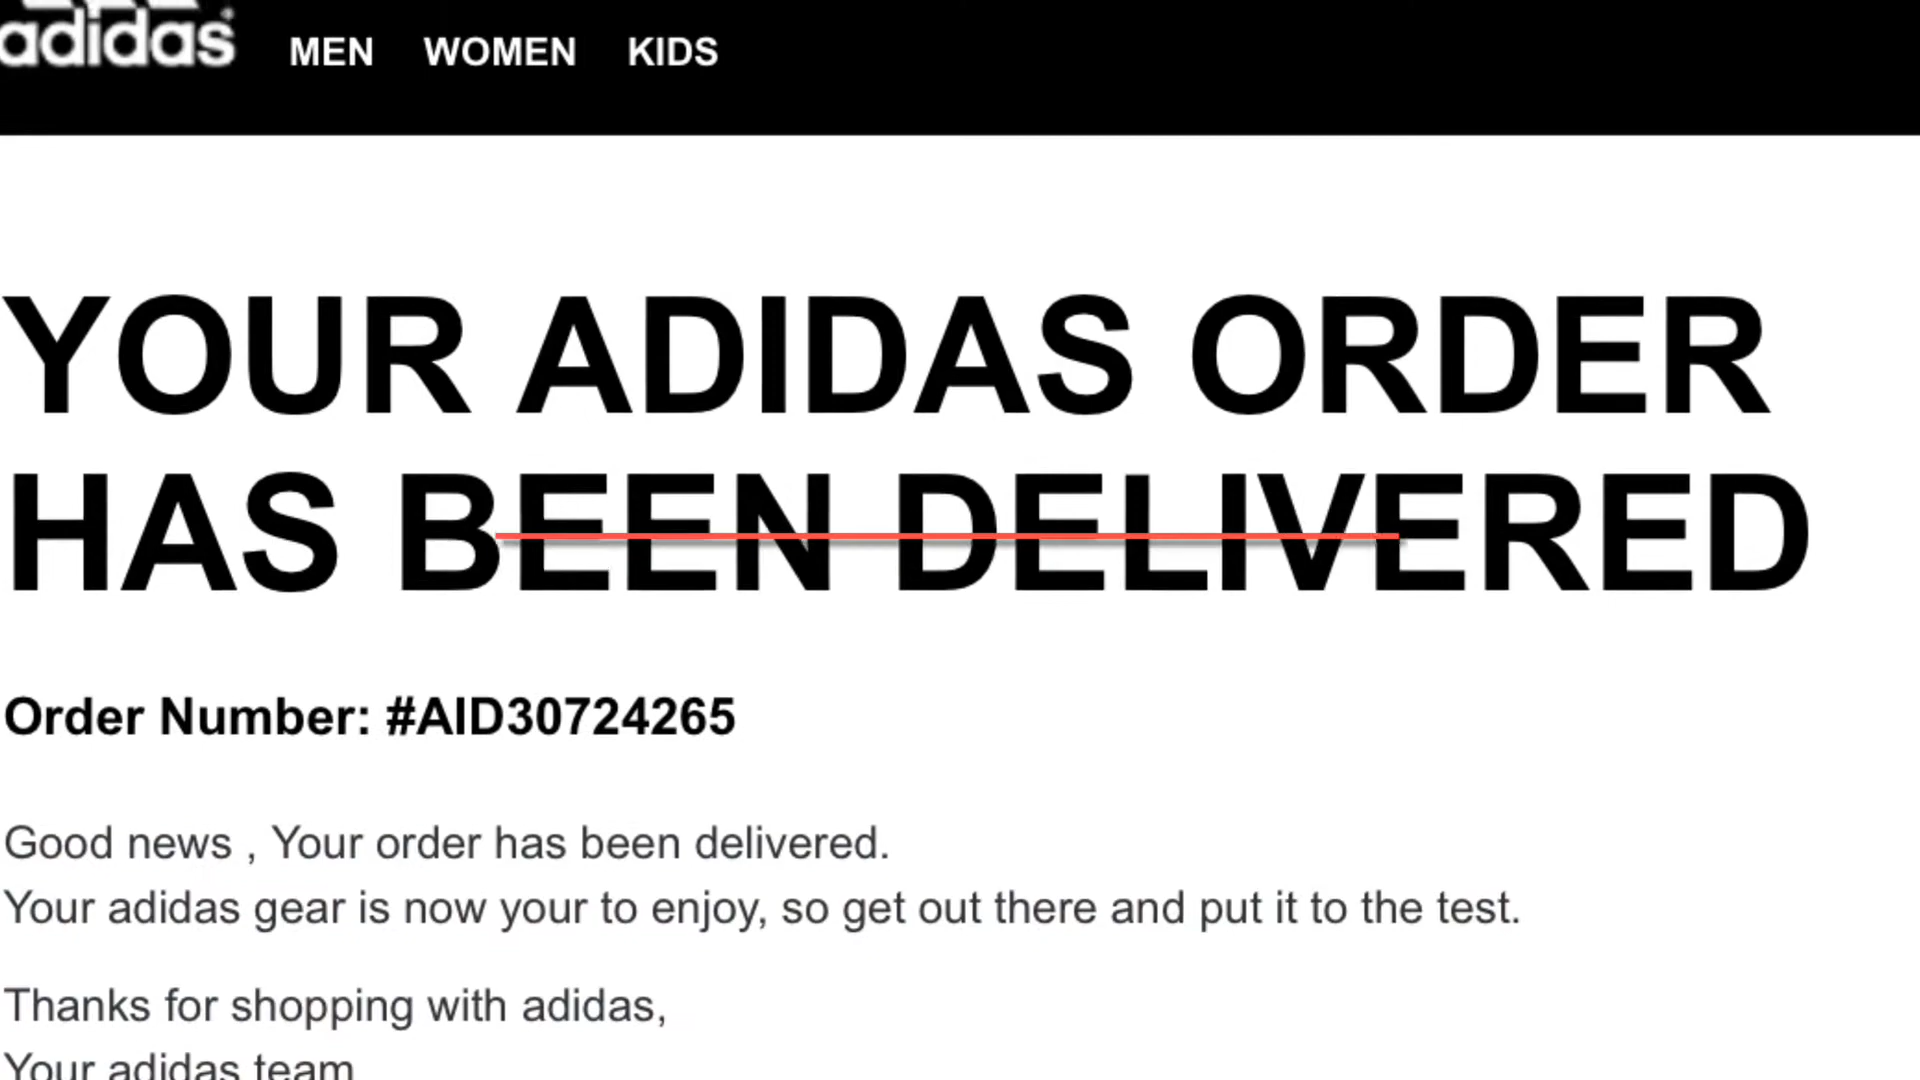 adidas®
MEN WOMEN KIDS
YOUR ADIDAS ORDER
HAS BEEN DELIVERED
Order Number: #AID30724265
Good news , Your order has been delivered.
Your adidas gear is now your to enjoy, so get out there and put it to the test.
Thanks for shopping with adidas,
Your adidas team